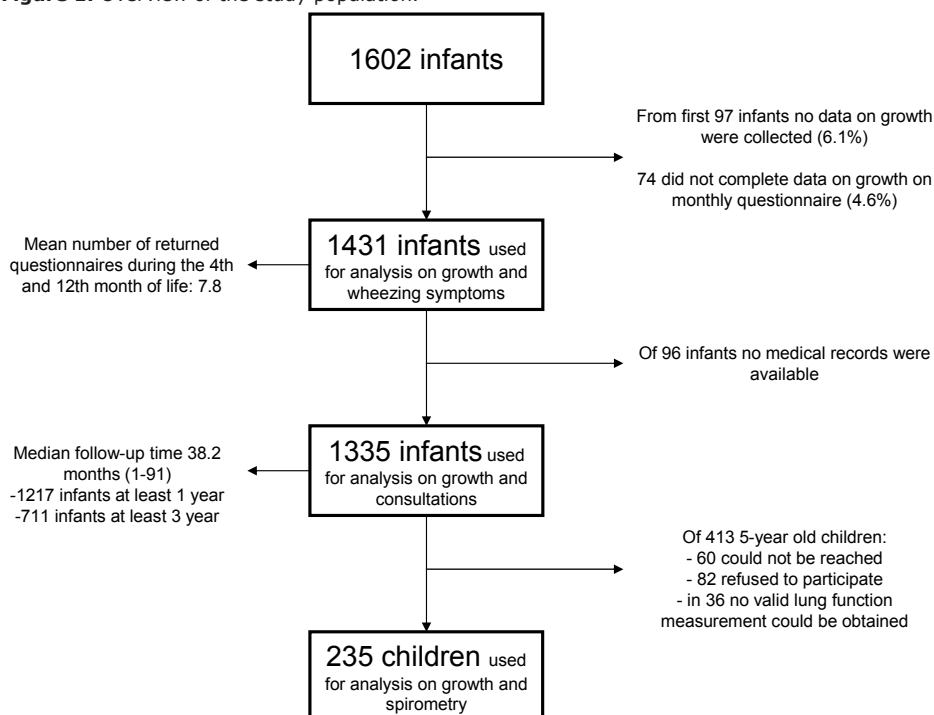 1602 infants
From first 97 infants no data on growth
were collected (6.1%)
74 did not complete data on growth on
monthly questionnaire (4.6%)
Mean number of returned
questionnaires during the 4th
and 12th month of life: 7.8
1431 infants used
for analysis on growth and
wheezing symptoms
Of 96 infants no medical records were
available
Median follow-up time 38.2
months (1-91)
-1217 infants at least 1 year
-711 infants at least 3 year
1335 infants used
for analysis on growth and
consultations
Of 413 5-year old children:
- 60 could not be reached
- 82 refused to participate
- in 36 no valid lung function
measurement could be obtained
235 children used
for analysis on growth and
spirometry